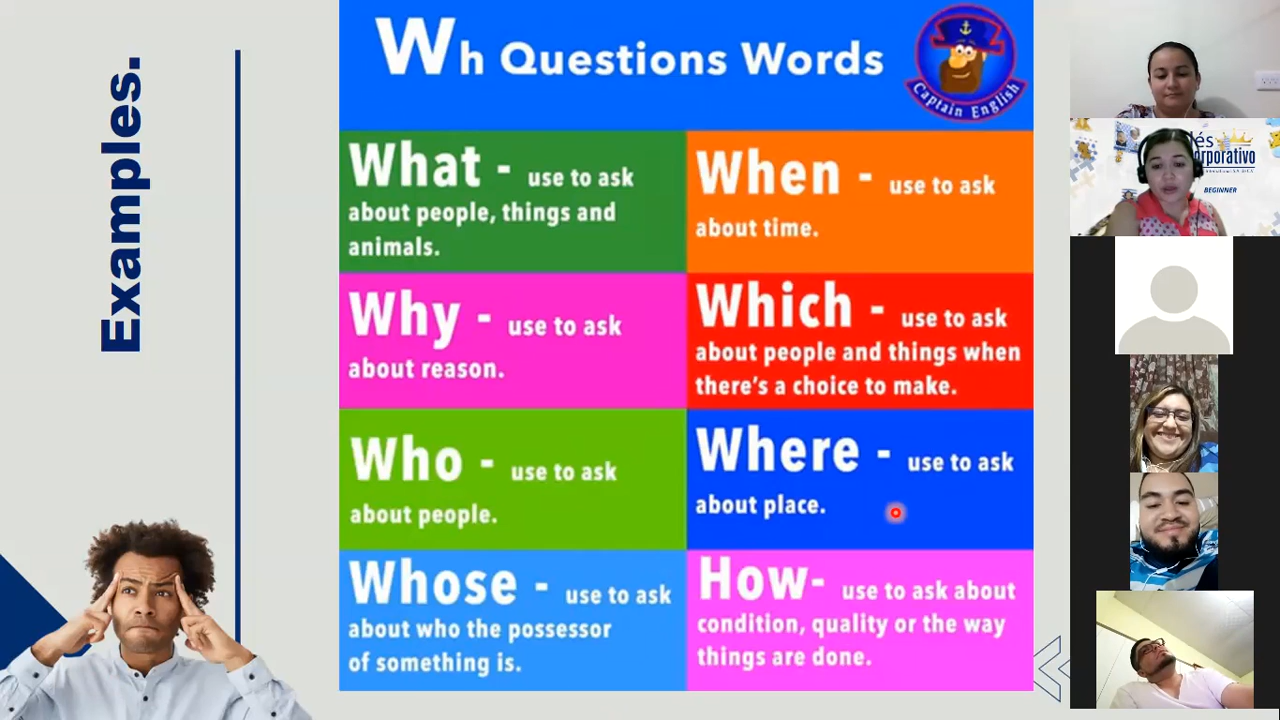 Examples.
Wh Questions Words
Captain English
What - use to ask
about people, things and
animals.
When - use to ask
about time.
Why - use to ask
about reason.
Which - use to ask
about people and things when
there's a choice to make.
Who - use to ask
about people.
Where - use to ask
about place.
Whose - use to ask
about who the possessor
of something is.
How- use to ask about
condition, quality or the way
things are done.
lés
orporativo
BEGINNER